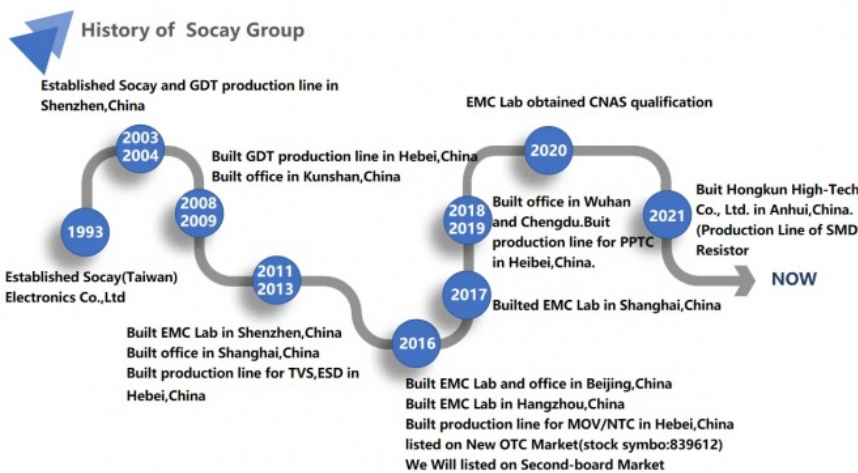 History of Socay Group
Established Socay and GDT production line in
Shenzhen,China
2003
2004
Built GDT production line in Hebei,China
Built office in Kunshan,China
2008
2009
1993
Established Socay(Taiwan)
Electronics Co.,Ltd
2011
2013
Built EMC Lab in Shenzhen,China
Built office in Shanghai,China
Built production line for TVS,ESD in
Hebei,China
2016
Built EMC Lab and office in Beijing,China
Built EMC Lab in Hangzhou,China
Built production line for MOV/NTC in Hebei,China
listed on New OTC Market(stock symbo:839612)
We Will listed on Second-board Market
2017
Builted EMC Lab in Shanghai,China
2018
2019
Built office in Wuhan
and Chengdu.Buit
production line for PPTC
in Heibei,China.
EMC Lab obtained CNAS qualification
2020
2021
Buit Hongkun High-Tech
Co., Ltd. in Anhui,China.
(Production Line of SMD
Resistor
NOW